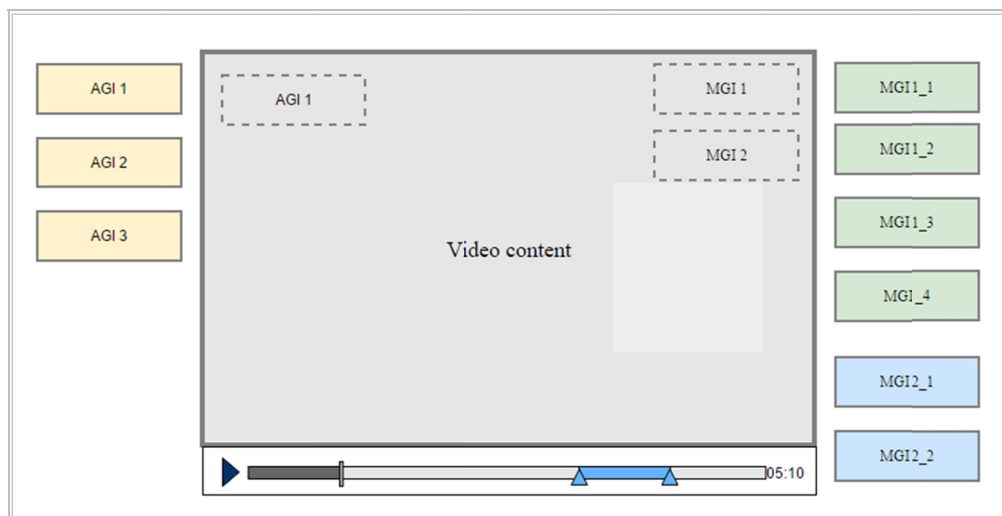 AGI 1
AGI 2
AGI 3
AGI 1
MGI 1
MGI 2
Video content
05:10
MGI1_1
MGI1_2
MGI1_3
MGI_4
MGI2_1
MGI2_2